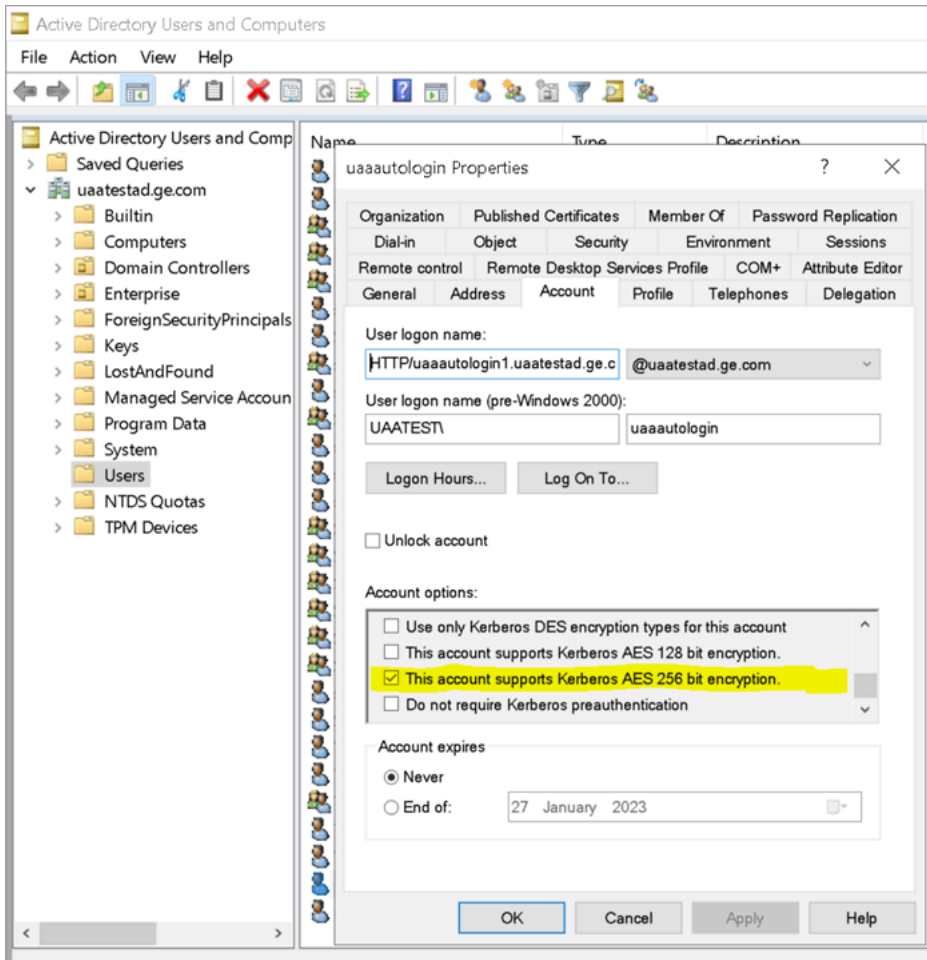 Active Directory Users and Computers
File Action View Help
Active Directory Users and Comp
Saved Queries
uaatestad.ge.com
Builtin
Computers
Domain Controllers
Enterprise
ForeignSecurityPrincipals
Keys
LostAndFound
Managed Service Accoun
Program Data
System
Users
NTDS Quotas
TPM Devices
Name Type Description
uaaautologin Properties
Organization Published Certificates Member Of Password Replication
Dial-in Object Security Environment Sessions
Remote control Remote Desktop Services Profile COM+ Attribute Editor
General Address Account Profile Telephones Delegation
User logon name:
HTTP/uaaautologin1.uaatestad.ge.c @uaatestad.ge.com
User logon name (pre-Windows 2000):
UAATEST\ uaaautologin
Logon Hours... Log On To...
Unlock account
Account options:
Use only Kerberos DES encryption types for this account
This account supports Kerberos AES 128 bit encryption.
This account supports Kerberos AES 256 bit encryption.
Do not require Kerberos preauthentication
Account expires
Never
End of: 27 January 2023
OK Cancel Apply Help